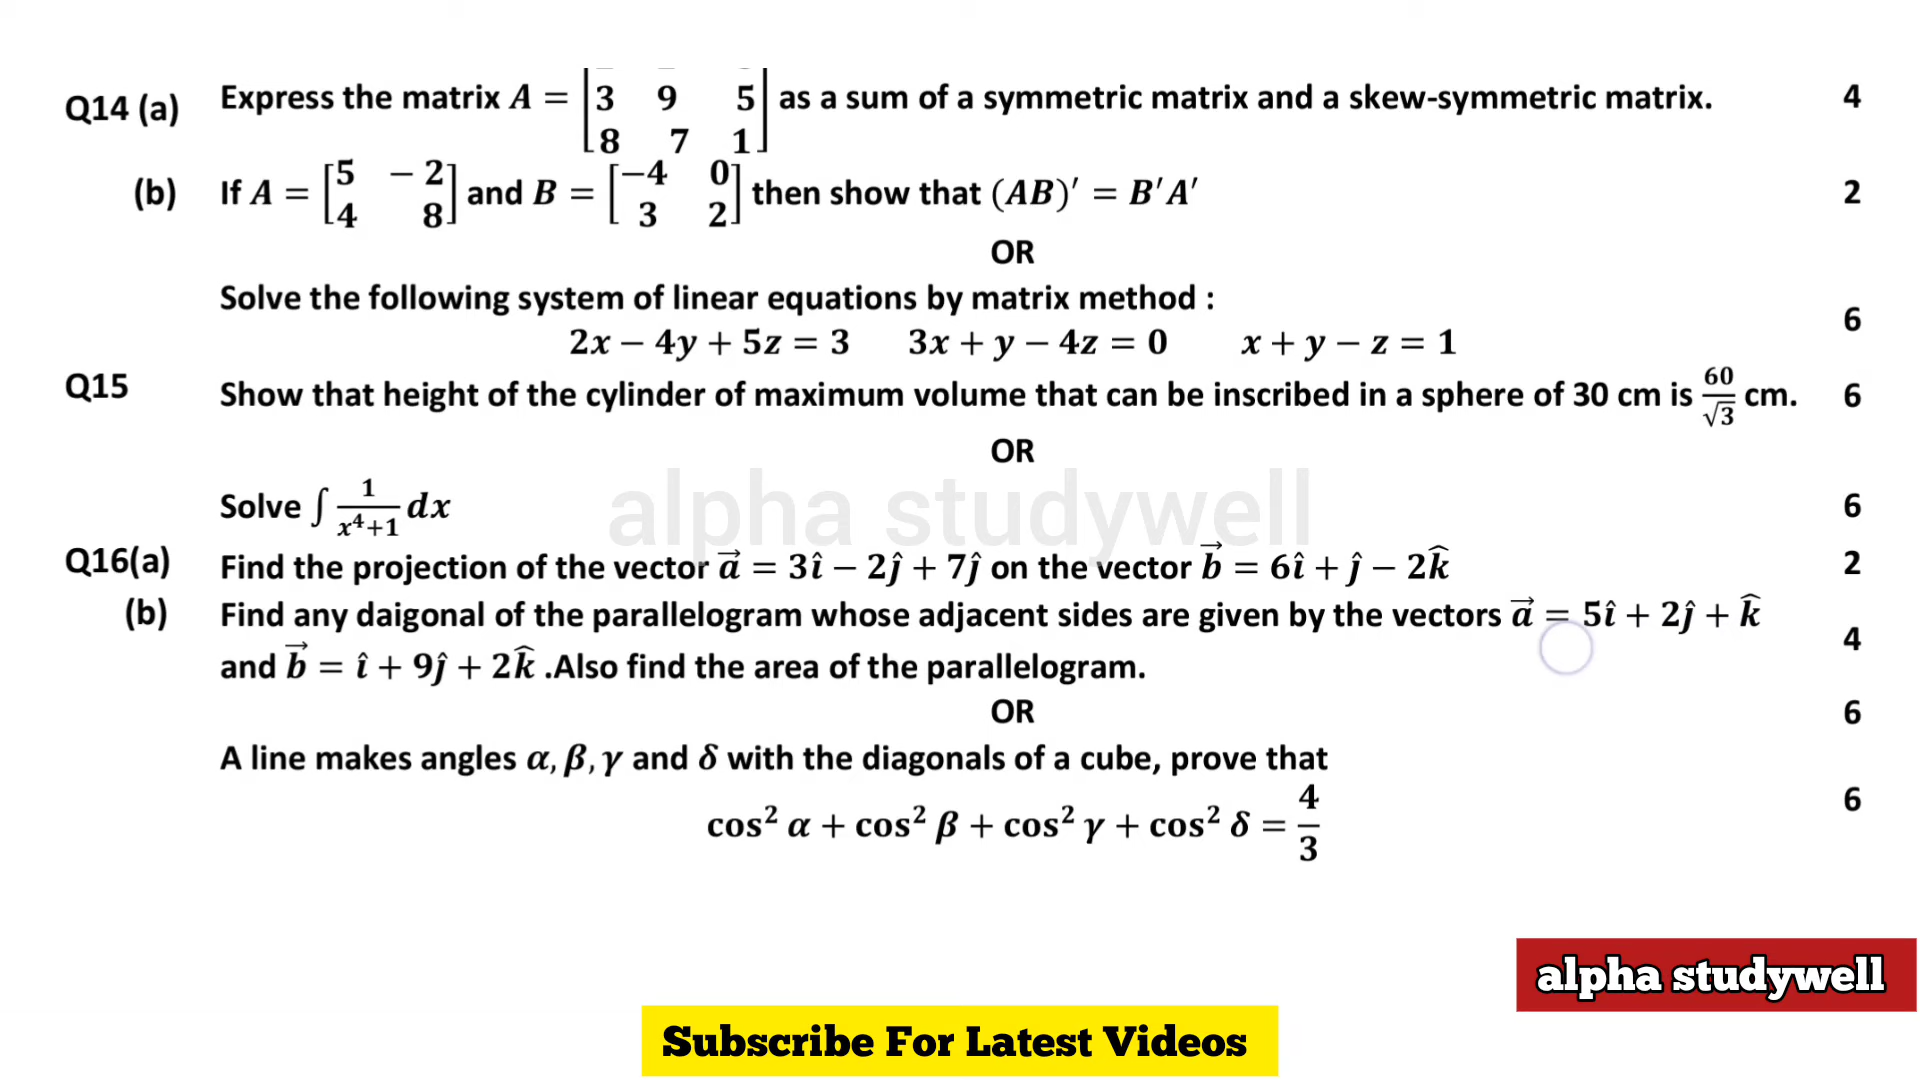 Q14 (a) Express the matrix A = [3 9 5 as a sum of a symmetric matrix and a skew-symmetric matrix. 4
8 7 1]
(b) If A = [5 − 2 4 8] and B = [−4 0 3 2] then show that (AB)′ = B′A′ 2
OR
Solve the following system of linear equations by matrix method :
6
2x − 4y + 5z = 3 3x + y − 4z = 0 x + y − z = 1
Q15 Show that height of the cylinder of maximum volume that can be inscribed in a sphere of 30 cm is 60/√3 cm. 6
OR
Solve ∫ 1/(x⁴+1) dx 6
Q16(a) Find the projection of the vector a⃗ = 3î − 2ĵ + 7ĵ on the vector b⃗ = 6î + ĵ − 2k̂ 2
(b) Find any daigonal of the parallelogram whose adjacent sides are given by the vectors a⃗ = 5î + 2ĵ + k̂
4
and b⃗ = î + 9ĵ + 2k̂ .Also find the area of the parallelogram.
OR 6
A line makes angles α, β, γ and δ with the diagonals of a cube, prove that
cos² α + cos² β + cos² γ + cos² δ = 4/3 6
alpha studywell
alpha studywell
Subscribe For Latest Videos